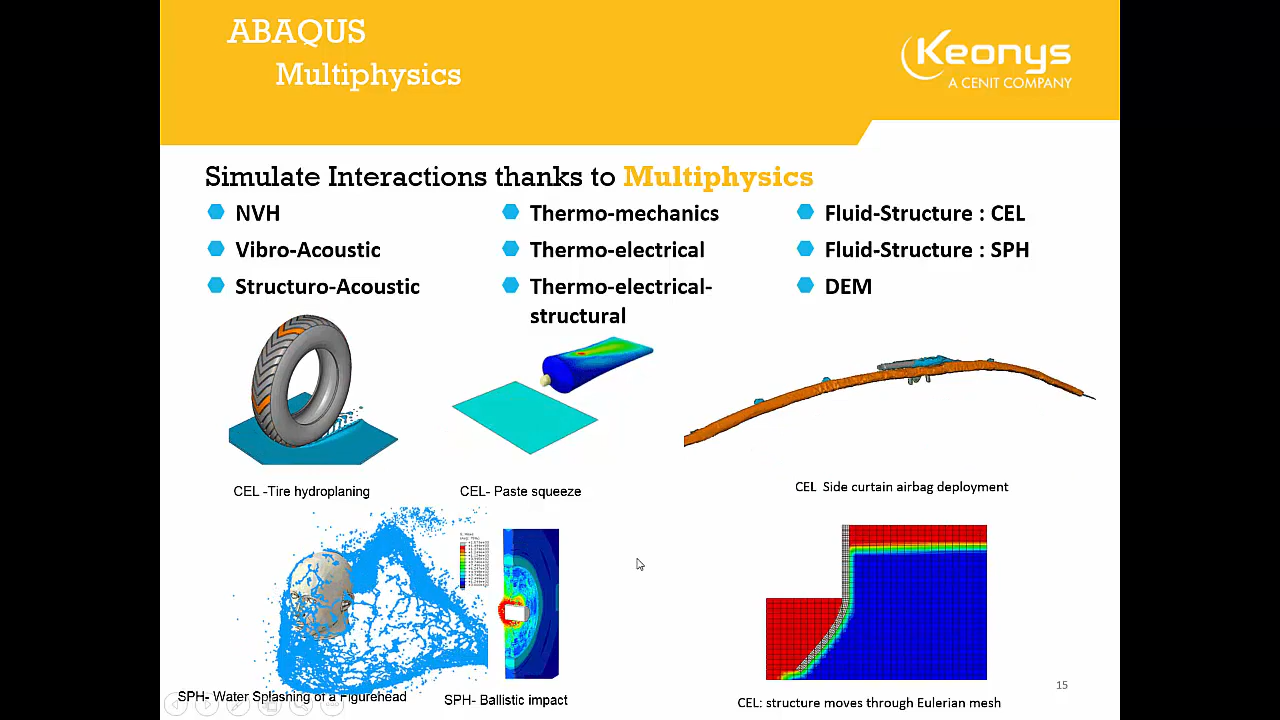 ABAQUS
Multiphysics
Keonys
A CENIT COMPANY
Simulate Interactions thanks to Multiphysics
NVH
Vibro-Acoustic
Structuro-Acoustic
Thermo-mechanics
Thermo-electrical
Thermo-electrical-
structural
Fluid-Structure : CEL
Fluid-Structure : SPH
DEM
CEL -Tire hydroplaning
CEL- Paste squeeze
CEL Side curtain airbag deployment
SPH- Water Splashing of a Figurehead
SPH- Ballistic impact
CEL: structure moves through Eulerian mesh
15